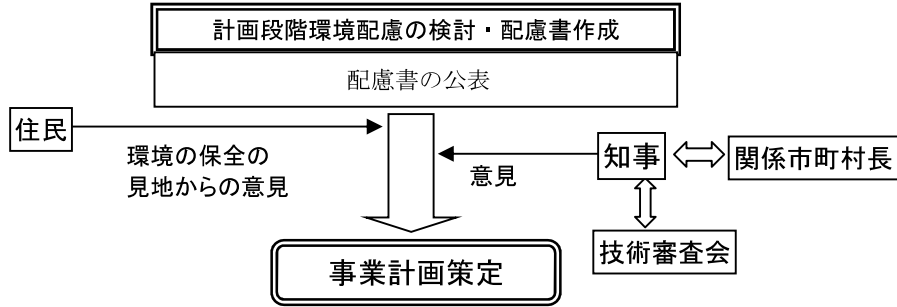 計画段階環境配慮の検討・配慮書作成
配慮書の公表
住民
環境の保全の
見地からの意見
意見
知事
関係市町村長
技術審査会
事業計画策定